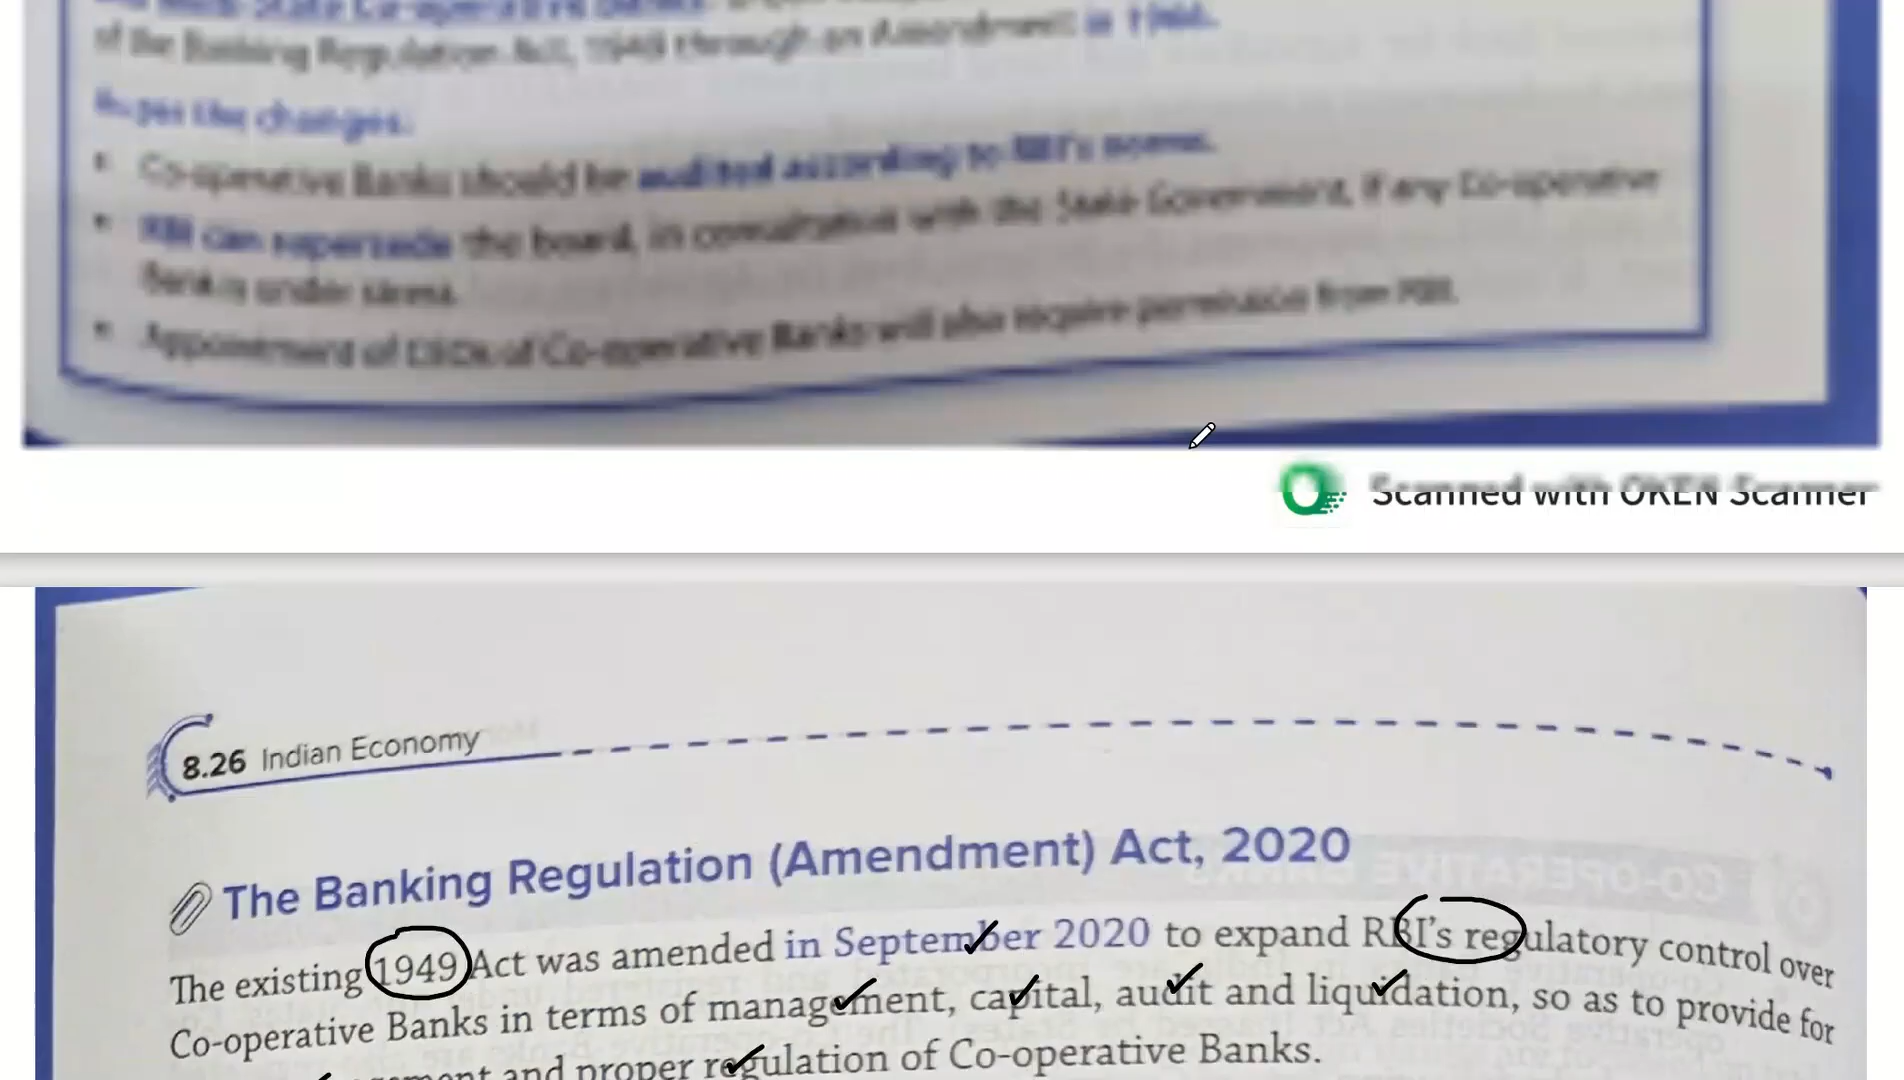 of the Banking Regulation Act, 1949 through an Amendment in 1966.
As per the changes:
Co-operative Banks should be audited according to RBI's norms.
RBI can supersede the board, in consultation with the State Government, if any Co-operative
Bank is under stress.
Appointment of CEOs of Co-operative Banks will also require permission from RBI.
Scanned with OKEN Scanner
8.26 Indian Economy
The Banking Regulation (Amendment) Act, 2020
The existing 1949 Act was amended in September 2020 to expand RBI's regulatory control over
Co-operative Banks in terms of management, capital, audit and liquidation, so as to provide for
and proper regulation of Co-operative Banks.